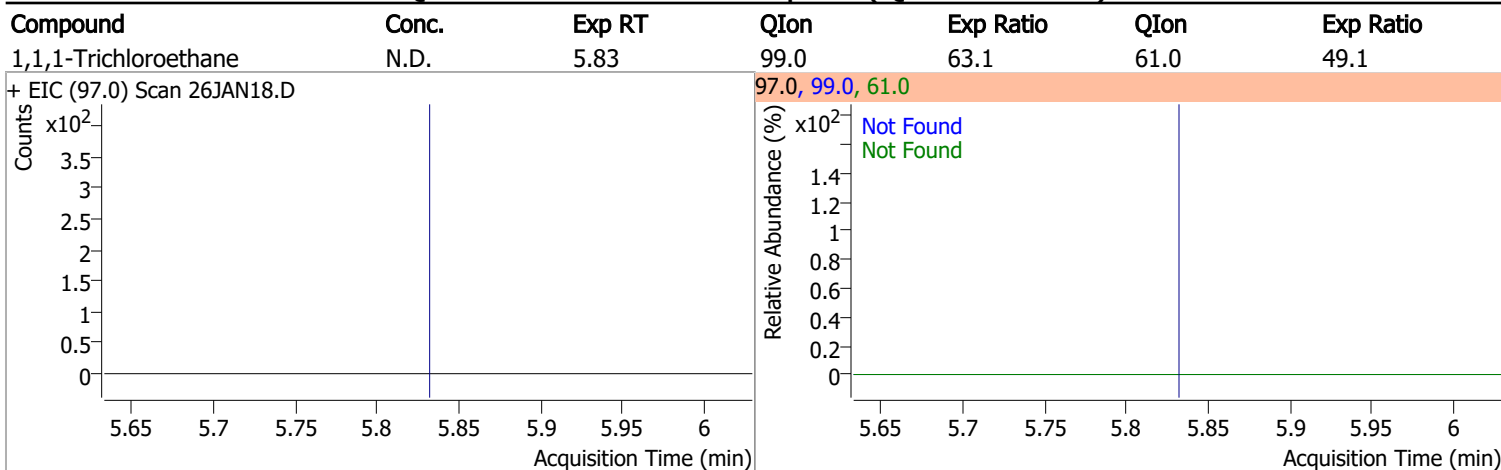 Compound Conc. Exp RT QIon Exp Ratio QIon Exp Ratio
1,1,1-Trichloroethane N.D. 5.83 99.0 63.1 61.0 49.1
+ EIC (97.0) Scan 26JAN18.D
Counts
x10²
3.5
3
2.5
2
1.5
1
0.5
0
5.65 5.7 5.75 5.8 5.85 5.9 5.95 6
Acquisition Time (min)
97.0, 99.0, 61.0
Relative Abundance (%)
x10²
Not Found
Not Found
1.4
1.2
1
0.8
0.6
0.4
0.2
0
5.65 5.7 5.75 5.8 5.85 5.9 5.95 6
Acquisition Time (min)